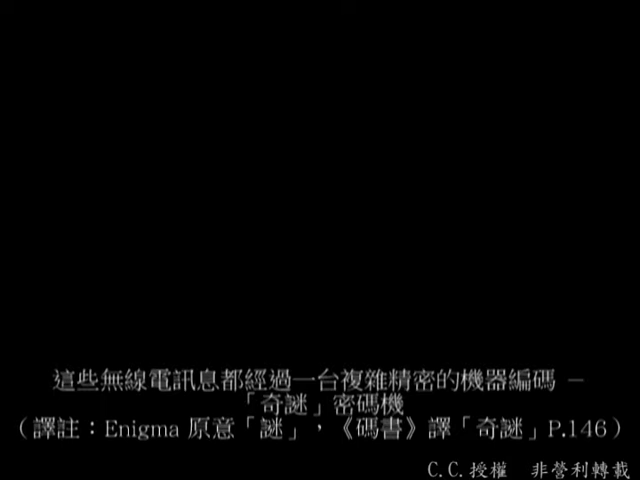 這些無線電訊息都經過一台複雜精密的機器編碼 －
「奇謎」密碼機
（譯註：Enigma 原意「謎」，《碼書》譯「奇謎」P.146）
C.C.授權　非營利轉載